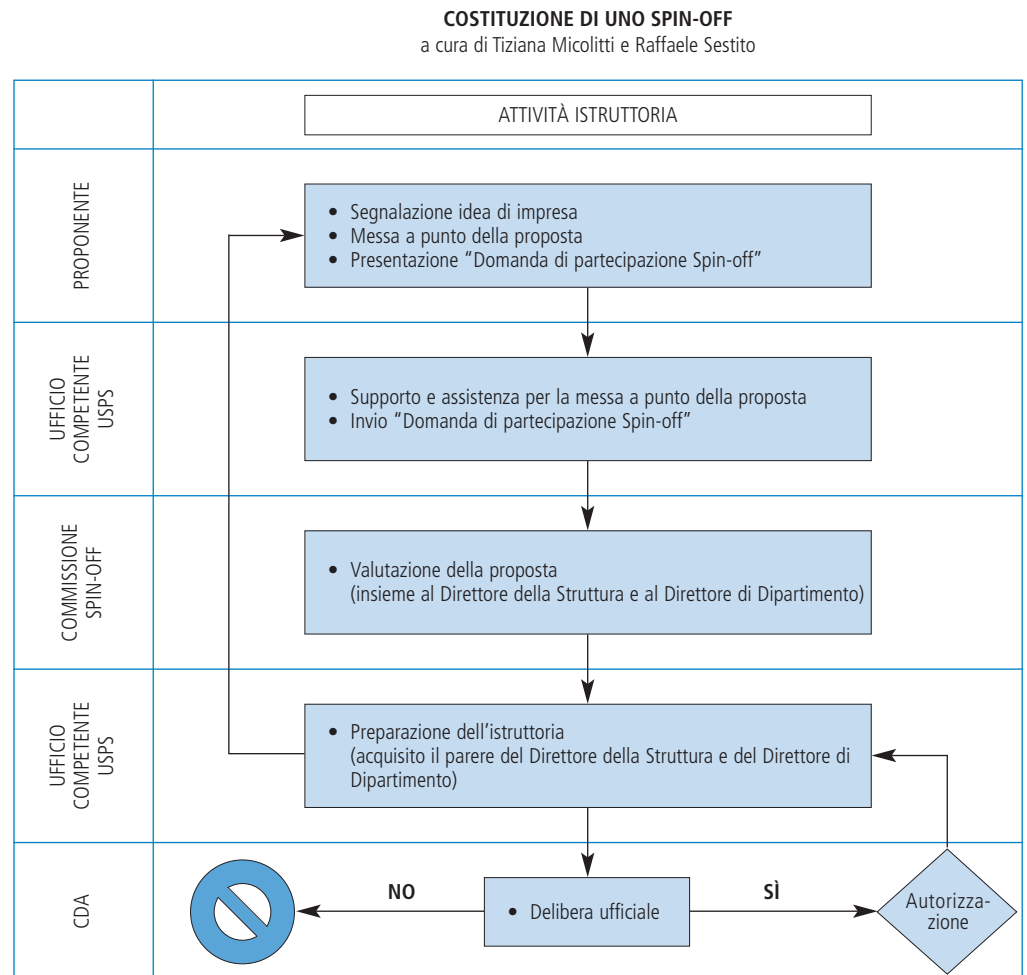 COSTITUZIONE DI UNO SPIN-OFF
a cura di Tiziana Micolitti e Raffaele Sestito
ATTIVITÀ ISTRUTTORIA
PROPONENTE
• Segnalazione idea di impresa
• Messa a punto della proposta
• Presentazione “Domanda di partecipazione Spin-off”
UFFICIO
COMPETENTE
USPS
• Supporto e assistenza per la messa a punto della proposta
• Invio “Domanda di partecipazione Spin-off”
COMMISSIONE
SPIN-OFF
• Valutazione della proposta
(insieme al Direttore della Struttura e al Direttore di Dipartimento)
UFFICIO
COMPETENTE
USPS
• Preparazione dell’istruttoria
(acquisito il parere del Direttore della Struttura e del Direttore di
Dipartimento)
CDA
NO
• Delibera ufficiale
SÌ
Autorizza-
zione